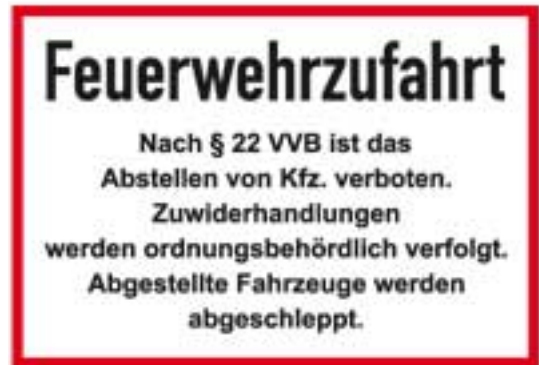 Feuerwehrzufahrt
Nach § 22 VVB ist das
Abstellen von Kfz. verboten.
Zuwiderhandlungen
werden ordnungsbehördlich verfolgt.
Abgestellte Fahrzeuge werden
abgeschleppt.